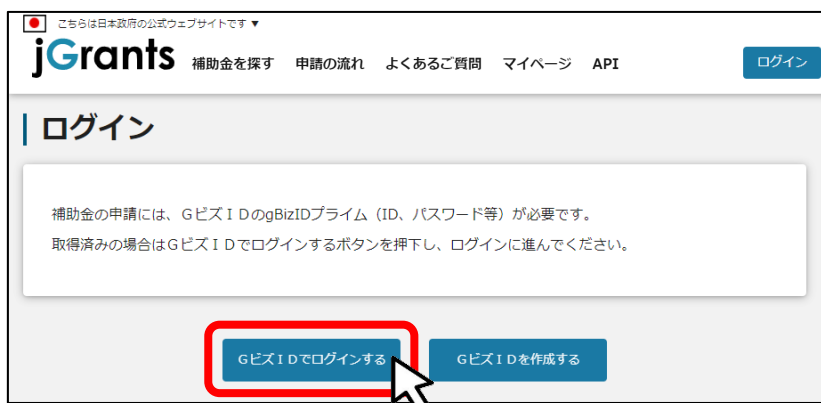 こちらは日本政府の公式ウェブサイトです ▼
jGrants 補助金を探す 申請の流れ よくあるご質問 マイページ API ログイン
ログイン
補助金の申請には、GビズIDのgBizIDプライム（ID、パスワード等）が必要です。
取得済みの場合はGビズIDでログインするボタンを押下し、ログインに進んでください。
GビズIDでログインする GビズIDを作成する